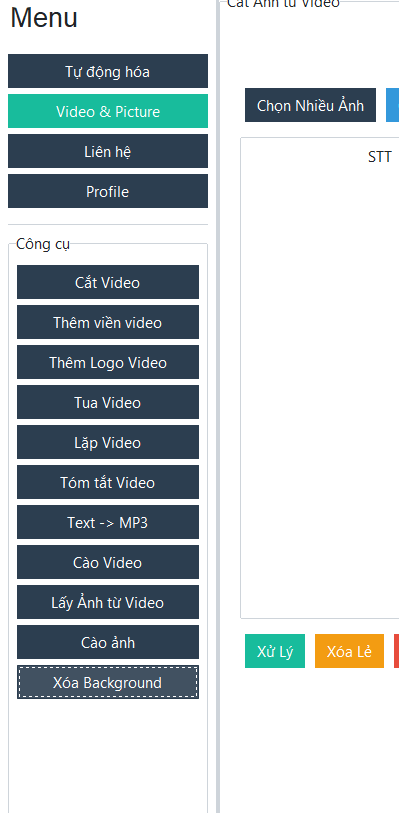 Menu
Tự động hóa
Video & Picture
Liên hệ
Profile
Công cụ
Cắt Video
Thêm viền video
Thêm Logo Video
Tua Video
Lặp Video
Tóm tắt Video
Text -> MP3
Cào Video
Lấy Ảnh từ Video
Cào ảnh
Xóa Background
Cắt Ảnh từ Video
Chọn Nhiều Ảnh
STT
Xử Lý
Xóa Lẻ